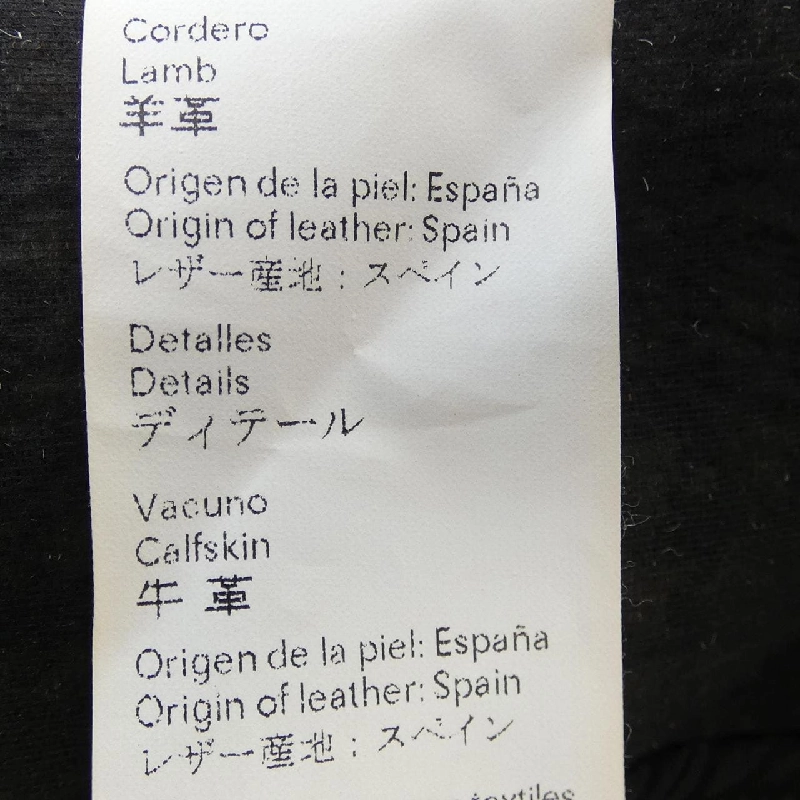 Cordero
Lamb
羊革
Origen de la piel: España
Origin of leather: Spain
レザー産地：スペイン
Detalles
Details
ディテール
Vacuno
Calfskin
牛革
Origen de la piel: España
Origin of leather: Spain
レザー産地：スペイン
textiles